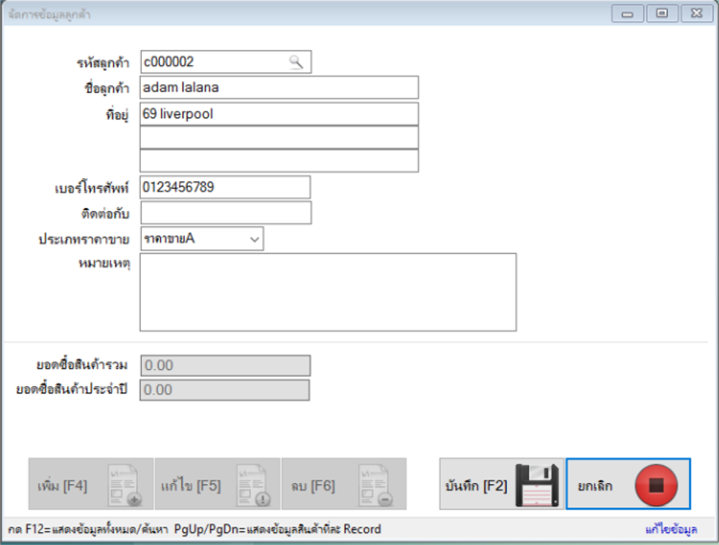 จัดการข้อมูลลูกค้า
รหัสลูกค้า c000002
ชื่อลูกค้า adam lalana
ที่อยู่ 69 liverpool
เบอร์โทรศัพท์ 0123456789
ติดต่อกับ
ประเภทราคาขาย ราคาขายA
หมายเหตุ
ยอดซื้อสินค้ารวม 0.00
ยอดซื้อสินค้าประจำปี 0.00
เพิ่ม [F4] แก้ไข [F5] ลบ [F6] บันทึก [F2] ยกเลิก
กด F12=แสดงข้อมูลทั้งหมด/ค้นหา PgUp/PgDn=แสดงข้อมูลสินค้าทีละ Record แก้ไขข้อมูล